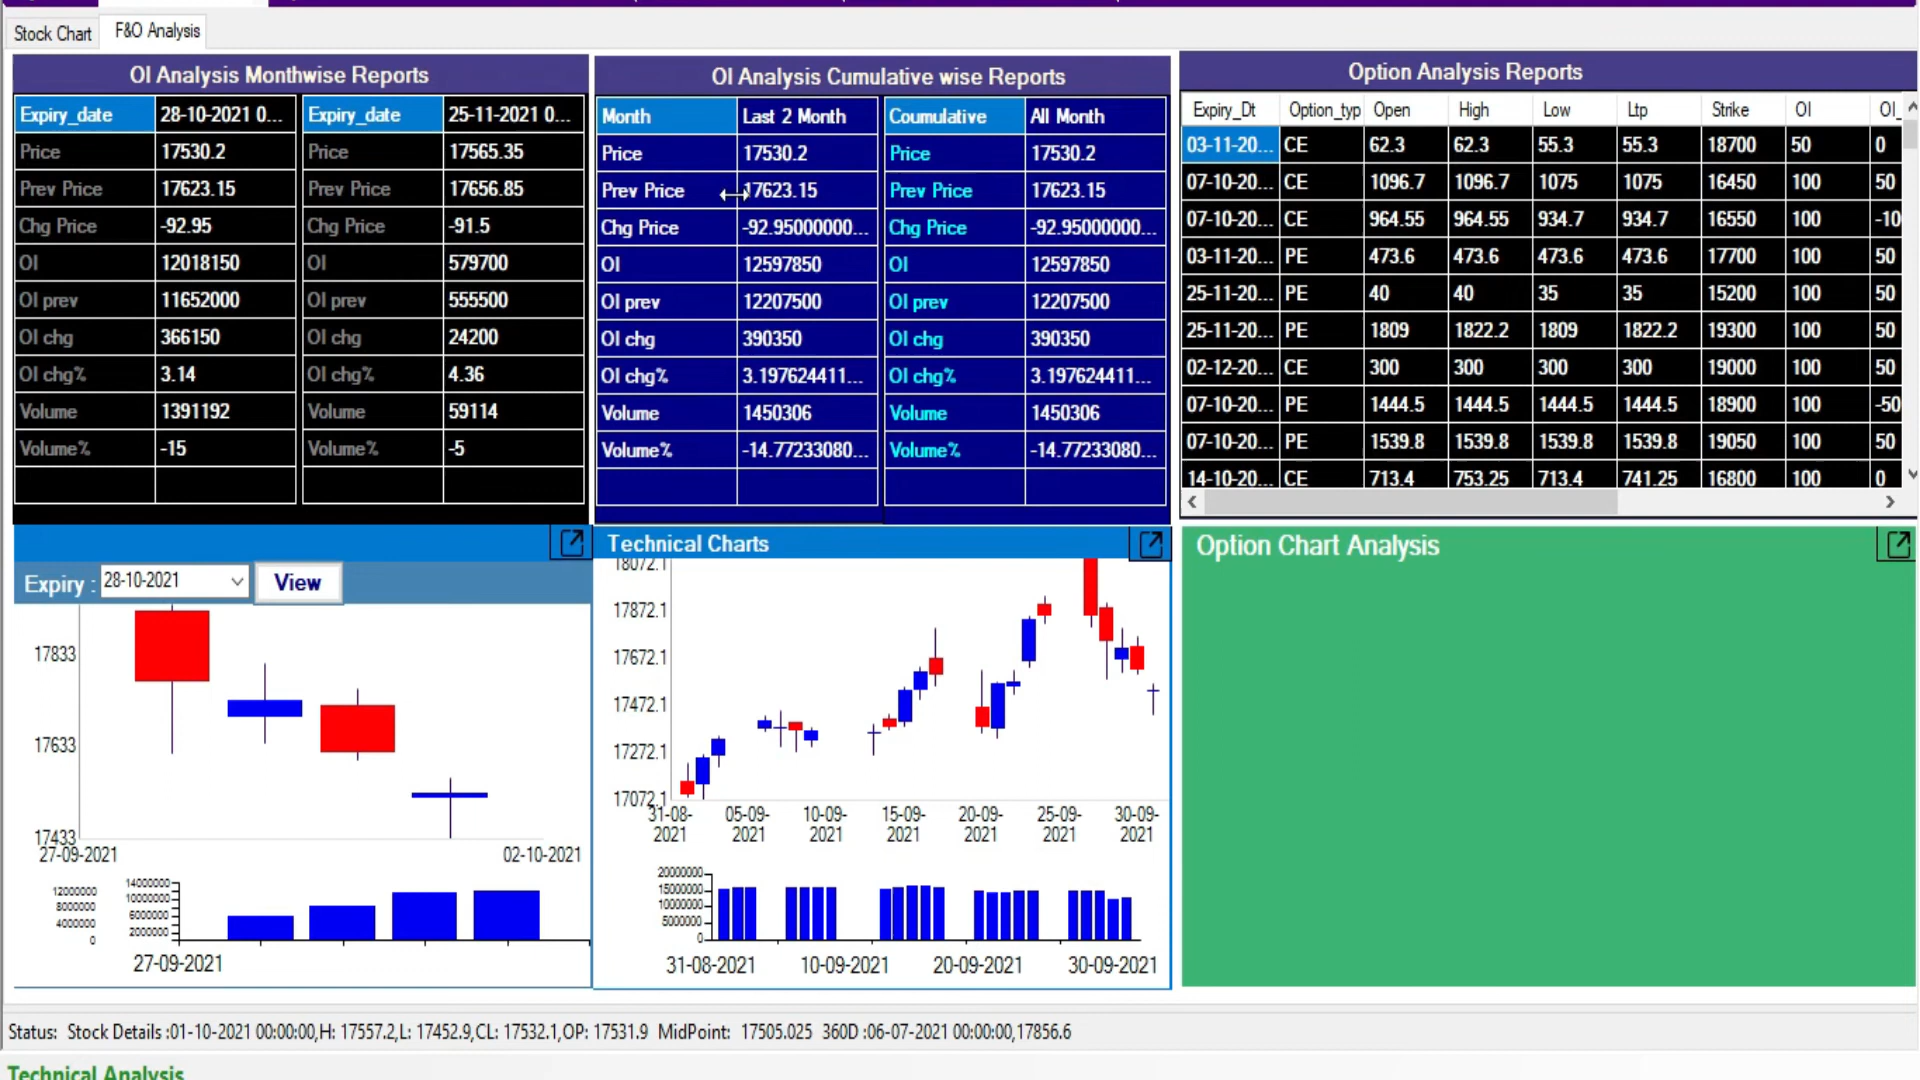 Stock Chart F&O Analysis
OI Analysis Monthwise Reports
Expiry_date 28-10-2021 0... Expiry_date 25-11-2021 0...
Price 17530.2 Price 17565.35
Prev Price 17623.15 Prev Price 17656.85
Chg Price -92.95 Chg Price -91.5
OI 12018150 OI 579700
OI prev 11652000 OI prev 555500
OI chg 366150 OI chg 24200
OI chg% 3.14 OI chg% 4.36
Volume 1391192 Volume 59114
Volume% -15 Volume% -5
OI Analysis Cumulative wise Reports
Month Last 2 Month Coumulative All Month
Price 17530.2 Price 17530.2
Prev Price 17623.15 Prev Price 17623.15
Chg Price -92.95000000... Chg Price -92.95000000...
OI 12597850 OI 12597850
OI prev 12207500 OI prev 12207500
OI chg 390350 OI chg 390350
OI chg% 3.197624411... OI chg% 3.197624411...
Volume 1450306 Volume 1450306
Volume% -14.77233080... Volume% -14.77233080...
Option Analysis Reports
Expiry_Dt Option_typ Open High Low Ltp Strike OI OI_
03-11-20... CE 62.3 62.3 55.3 55.3 18700 50 0
07-10-20... CE 1096.7 1096.7 1075 1075 16450 100 50
07-10-20... CE 964.55 964.55 934.7 934.7 16550 100 -10
03-11-20... PE 473.6 473.6 473.6 473.6 17700 100 50
25-11-20... PE 40 40 35 35 15200 100 50
25-11-20... PE 1809 1822.2 1809 1822.2 19300 100 50
02-12-20... CE 300 300 300 300 19000 100 50
07-10-20... PE 1444.5 1444.5 1444.5 1444.5 18900 100 -50
07-10-20... PE 1539.8 1539.8 1539.8 1539.8 19050 100 50
14-10-20... CE 713.4 753.25 713.4 741.25 16800 100 0
Expiry : 28-10-2021 View
17833
17633
17433
27-09-2021 02-10-2021
12000000
8000000
4000000
0
14000000
10000000
6000000
2000000
27-09-2021
Technical Charts
18072.1
17872.1
17672.1
17472.1
17272.1
17072.1
31-08-2021 05-09-2021 10-09-2021 15-09-2021 20-09-2021 25-09-2021 30-09-2021
20000000
15000000
10000000
5000000
0
31-08-2021 10-09-2021 20-09-2021 30-09-2021
Option Chart Analysis
Status: Stock Details :01-10-2021 00:00:00,H: 17557.2,L: 17452.9,CL: 17532.1,OP: 17531.9 MidPoint: 17505.025 360D :06-07-2021 00:00:00,17856.6
Technical Analysis